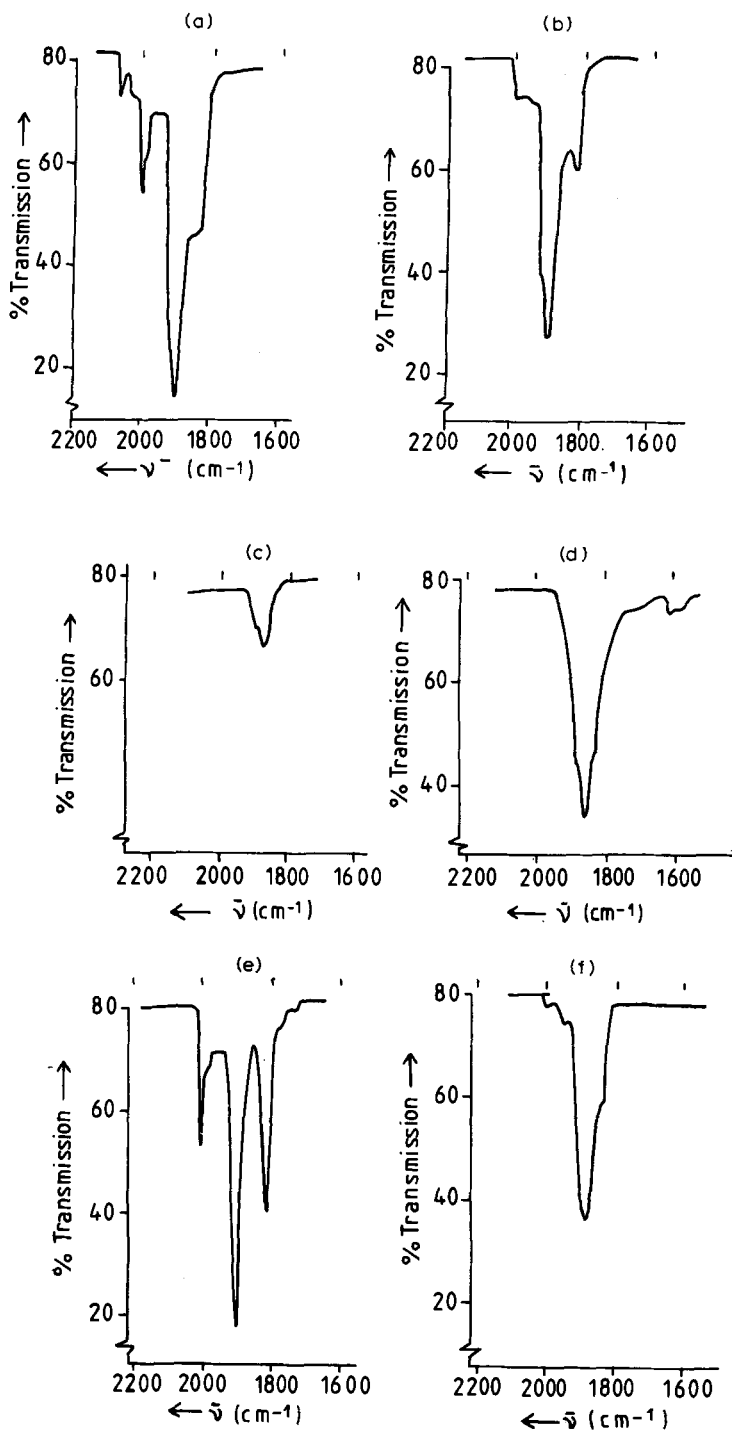 (a)
80
60
40
20
% Transmission →
2200 2000 1800 1600
← ν⁻ (cm-1)
(b)
80
60
40
20
% Transmission →
2200 2000 1800 1600
← ν̄ (cm-1)
(c)
80
60
% Transmission →
2200 2000 1800 1600
← ν̄ (cm-1)
(d)
80
60
40
% Transmission →
2200 2000 1800 1600
← ν̄ (cm-1)
(e)
80
60
40
20
% Transmission →
2200 2000 1800 1600
← ν̄ (cm-1)
(f)
80
60
40
20
% Transmission →
2200 2000 1800 1600
← ν̄ (cm-1)